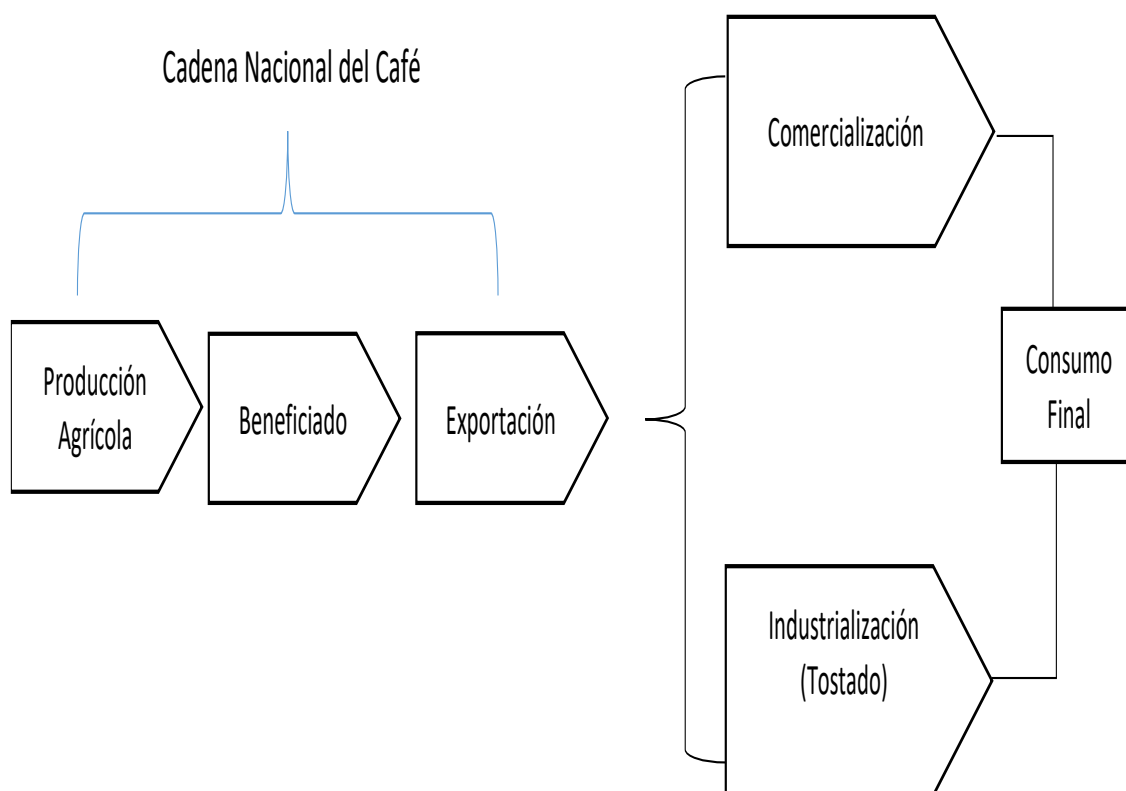 Cadena Nacional del Café
Producción
Agrícola
Beneficiado
Exportación
Comercialización
Industrialización
(Tostado)
Consumo
Final